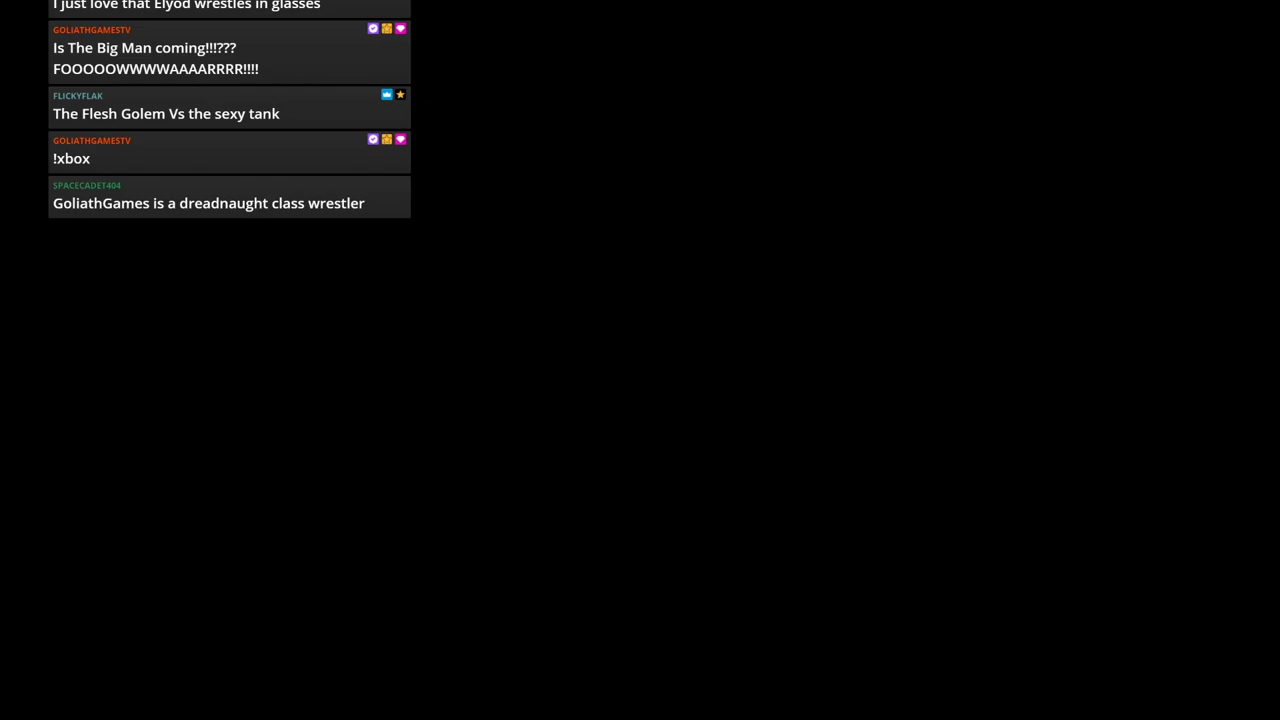 I just love that Elyod wrestles in glasses
GOLIATHGAMESTV
Is The Big Man coming!!!???
FOOOOOWWWWAAAARRRR!!!!
FLICKYFLAK
The Flesh Golem Vs the sexy tank
GOLIATHGAMESTV
!xbox
SPACECADET404
GoliathGames is a dreadnaught class wrestler